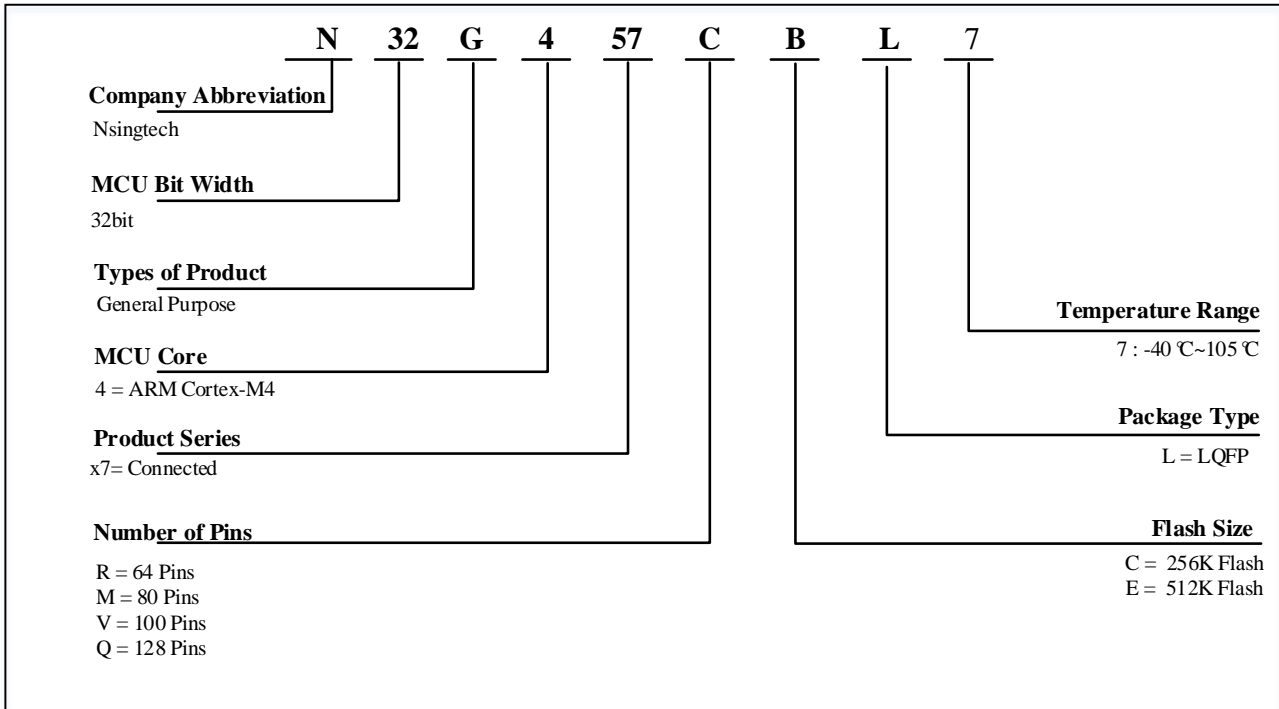 N 32 G 4 57 C B L 7
Company Abbreviation
Nsingtech
MCU Bit Width
32bit
Types of Product
General Purpose
MCU Core
4 = ARM Cortex-M4
Product Series
x7= Connected
Number of Pins
R = 64 Pins
M = 80 Pins
V = 100 Pins
Q = 128 Pins
Temperature Range
7 : -40 ℃~105 ℃
Package Type
L = LQFP
Flash Size
C = 256K Flash
E = 512K Flash